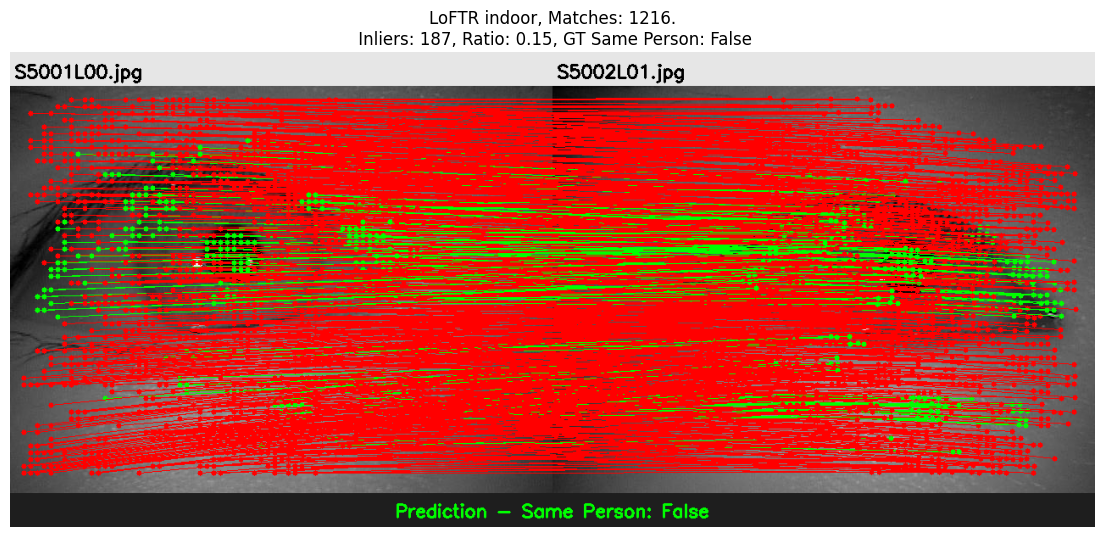 LoFTR indoor, Matches: 1216.
Inliers: 187, Ratio: 0.15, GT Same Person: False
S5001L00.jpg
S5002L01.jpg
Prediction - Same Person: False